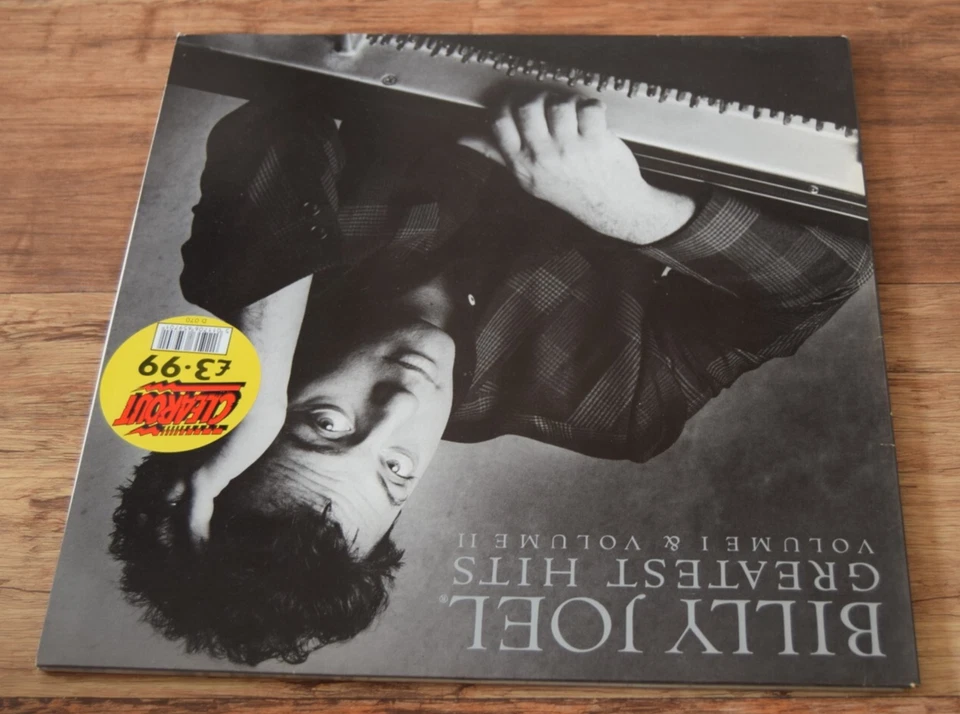 BILLY JOEL®
GREATEST HITS
VOLUME I & VOLUME II
CLEAROUT
£3.99